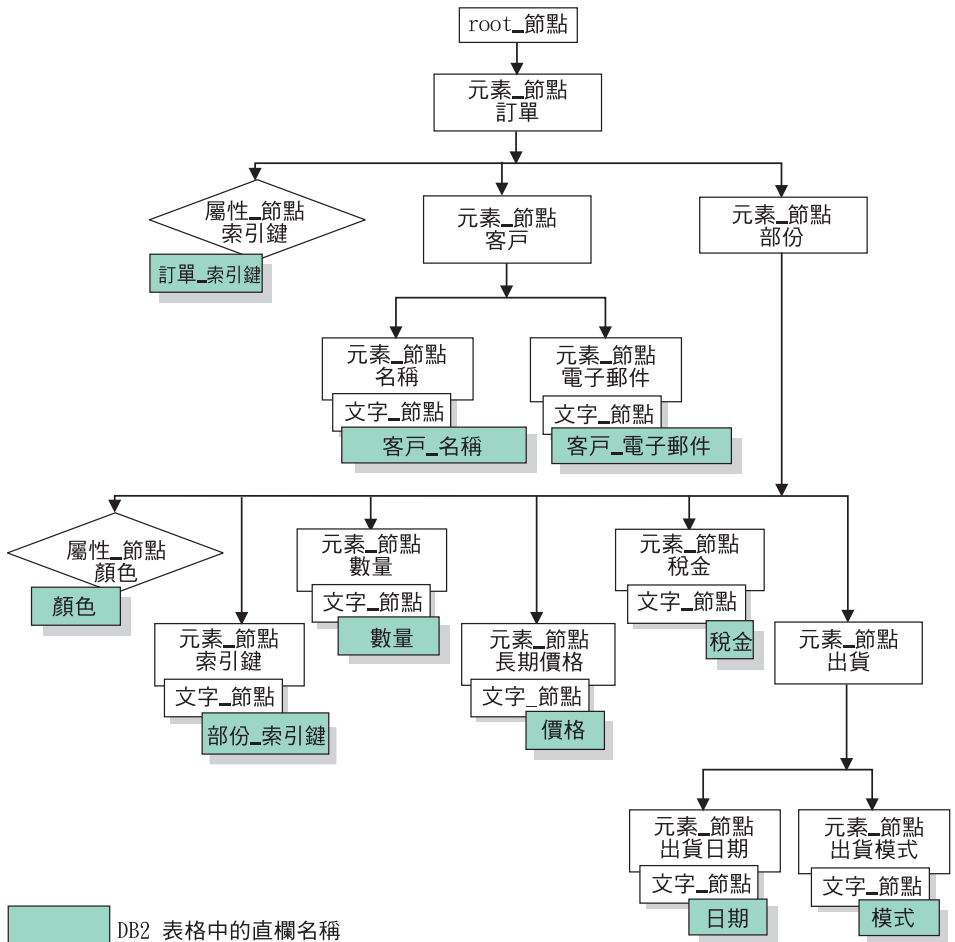 root_節點
元素_節點
訂單
屬性_節點
索引鍵
訂單_索引鍵
元素_節點
客戶
元素_節點
部份
元素_節點
名稱
文字_節點
客戶_名稱
元素_節點
電子郵件
文字_節點
客戶_電子郵件
屬性_節點
顏色
顏色
元素_節點
索引鍵
文字_節點
部份_索引鍵
元素_節點
數量
文字_節點
數量
元素_節點
長期價格
文字_節點
價格
元素_節點
稅金
文字_節點
稅金
元素_節點
出貨
元素_節點
出貨日期
文字_節點
日期
元素_節點
出貨模式
文字_節點
模式
DB2 表格中的直欄名稱